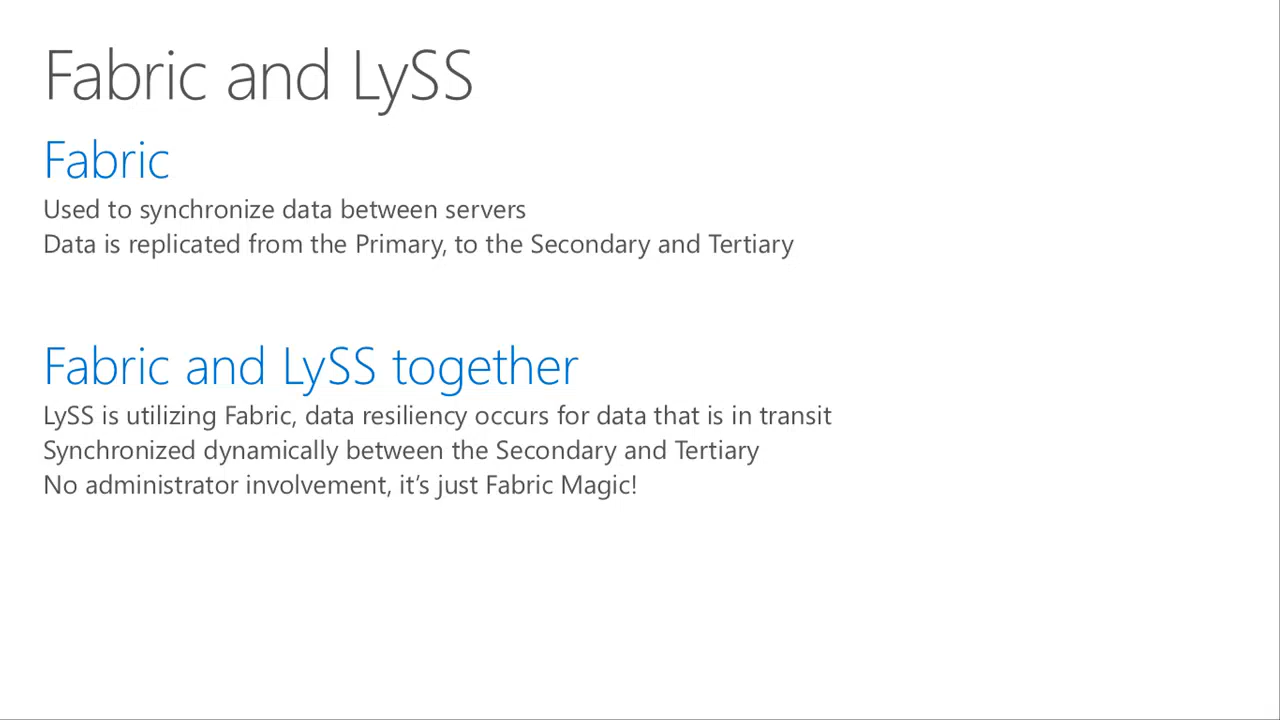 Fabric and LySS
Fabric
Used to synchronize data between servers
Data is replicated from the Primary, to the Secondary and Tertiary
Fabric and LySS together
LySS is utilizing Fabric, data resiliency occurs for data that is in transit
Synchronized dynamically between the Secondary and Tertiary
No administrator involvement, it’s just Fabric Magic!